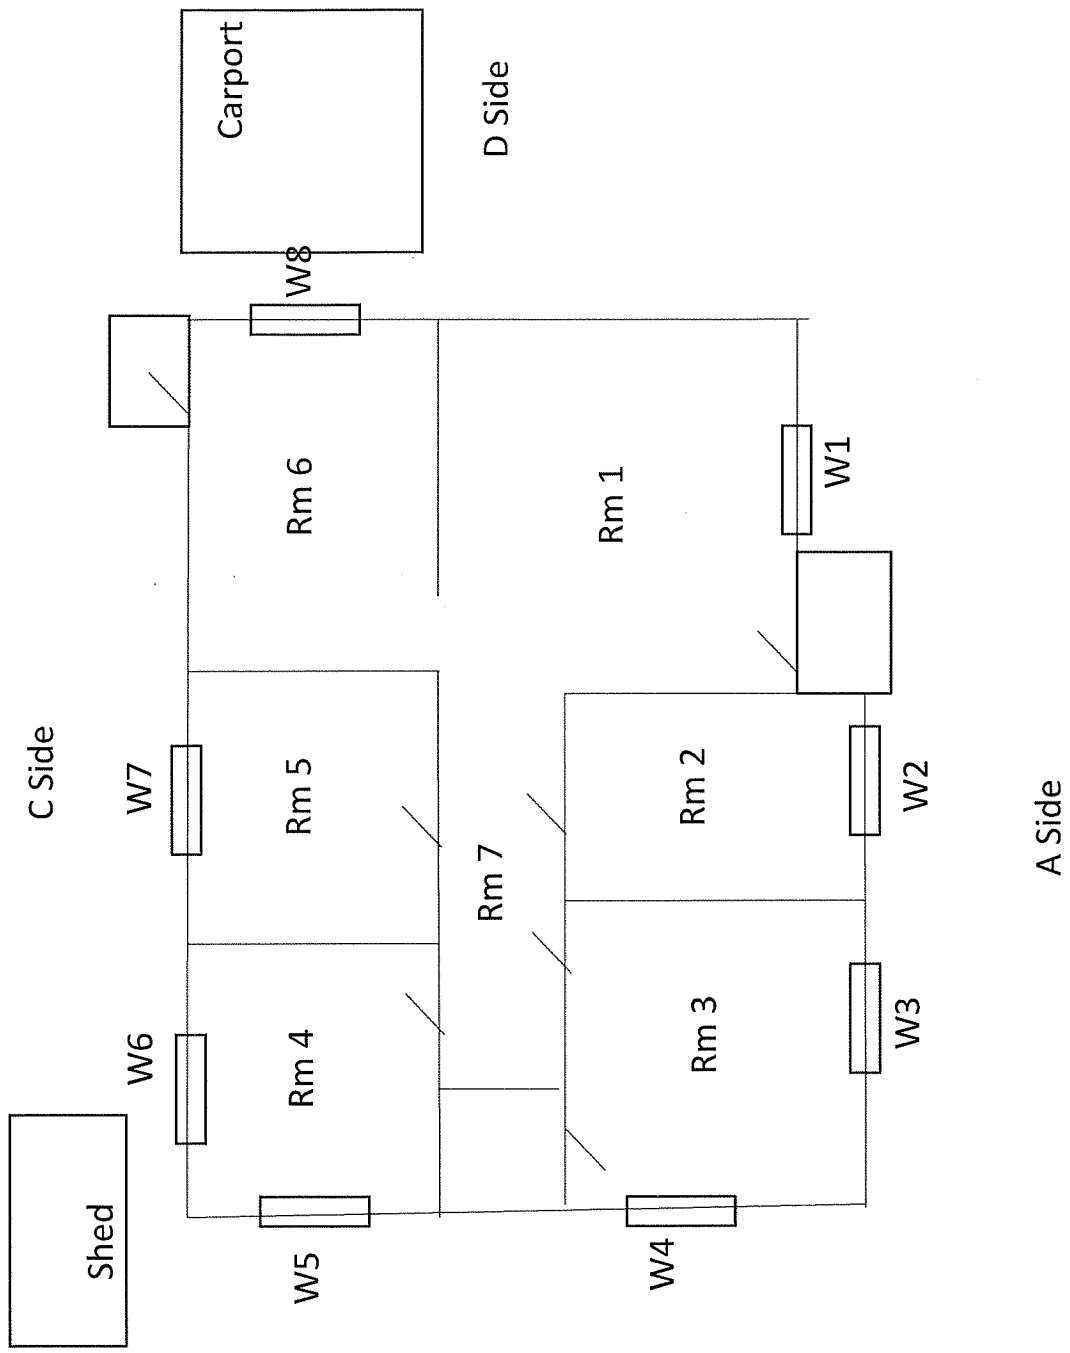 Shed
W5
W4
W6
Rm 4
Rm 3
W3
C Side
W7
Rm 5
Rm 7
Rm 2
W2
A Side
Rm 6
Rm 1
W1
W8
Carport
D Side